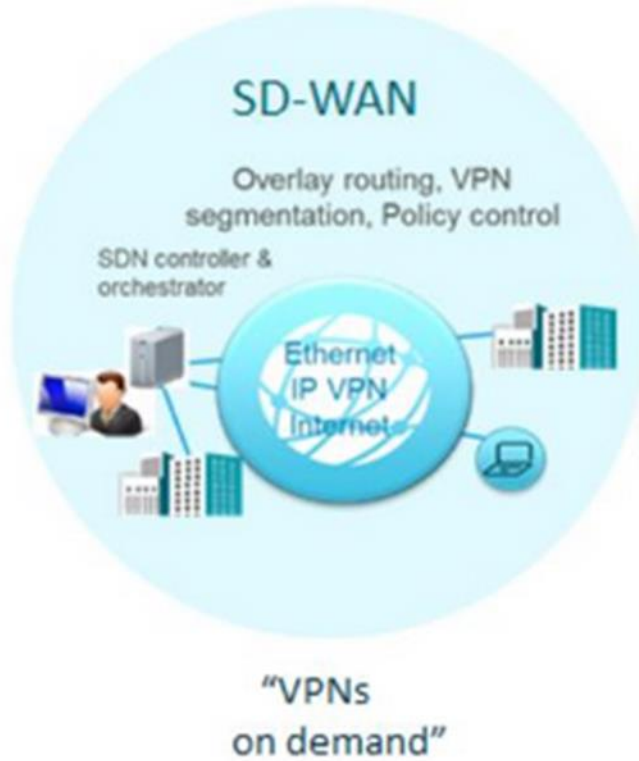 SD-WAN
Overlay routing, VPN
segmentation, Policy control
SDN controller &
orchestrator
Ethernet
IP VPN
Internet
“VPNs
on demand”